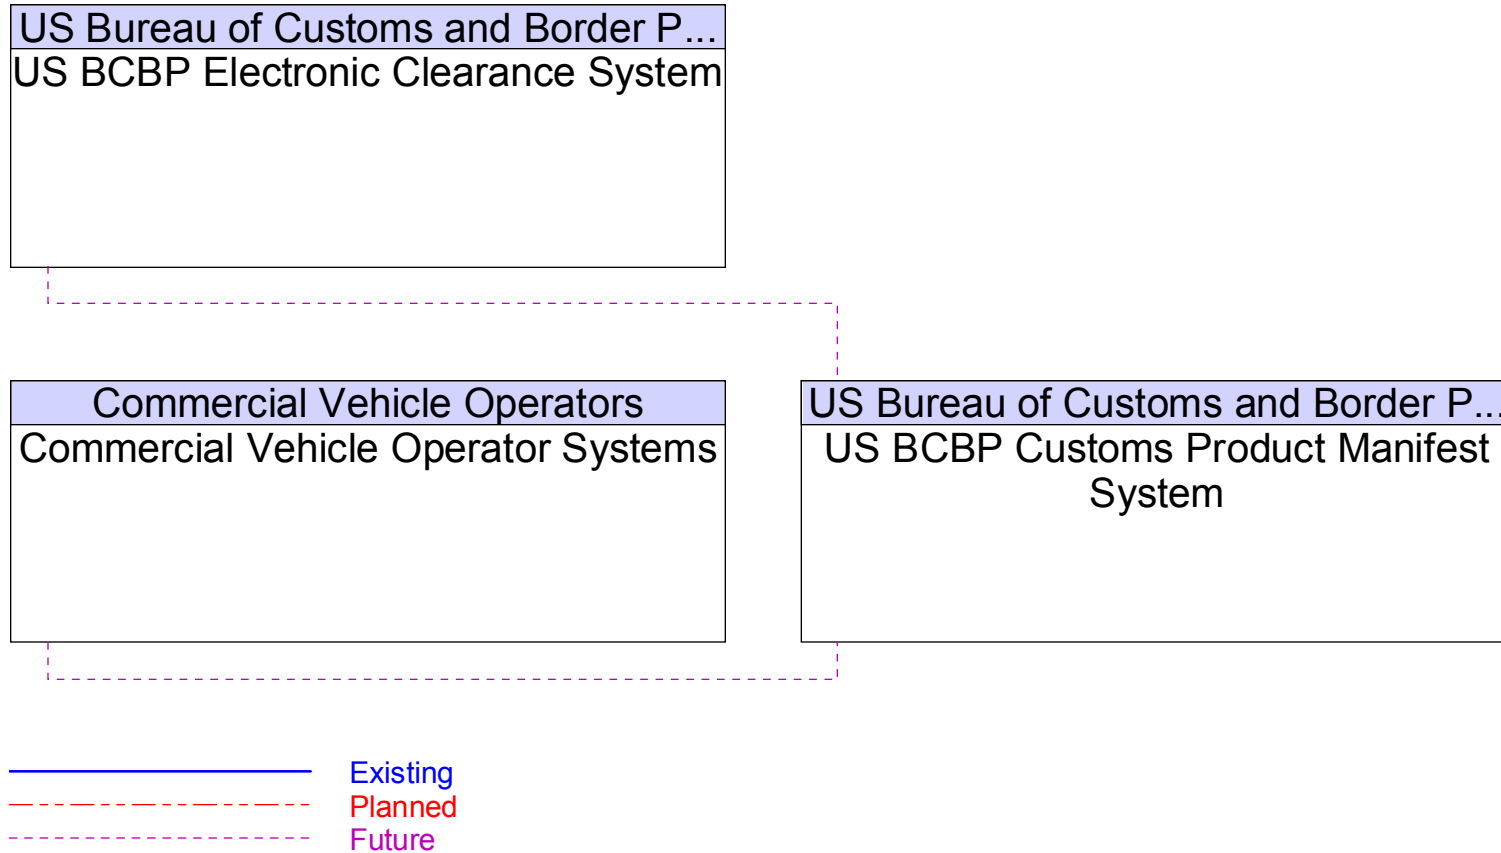 US Bureau of Customs and Border P...
US BCBP Electronic Clearance System
Commercial Vehicle Operators
Commercial Vehicle Operator Systems
US Bureau of Customs and Border P...
US BCBP Customs Product Manifest
System
Existing
Planned
Future